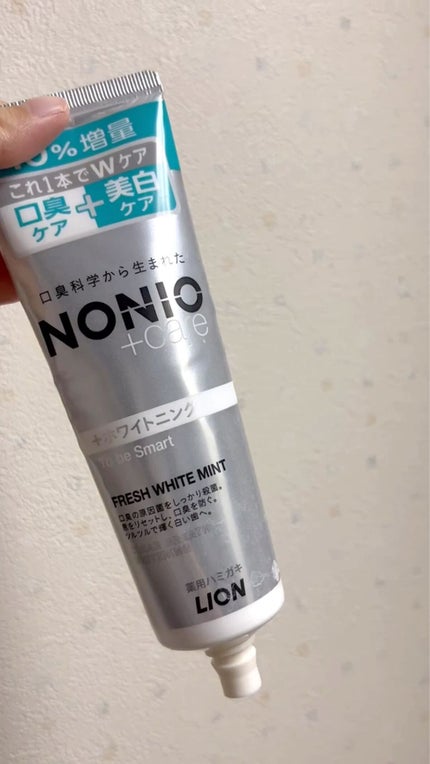 %増量
これ1本でWケア
口臭ケア+美白ケア
口臭科学から生まれた
NONIO
+care
+ホワイトニング
To be Smart
FRESH WHITE MINT
口臭の原因菌をしっかり殺菌。
息をリセットし、口臭を防ぐ。
ツルツルで輝く白い歯へ。
薬用ハミガキ
LION